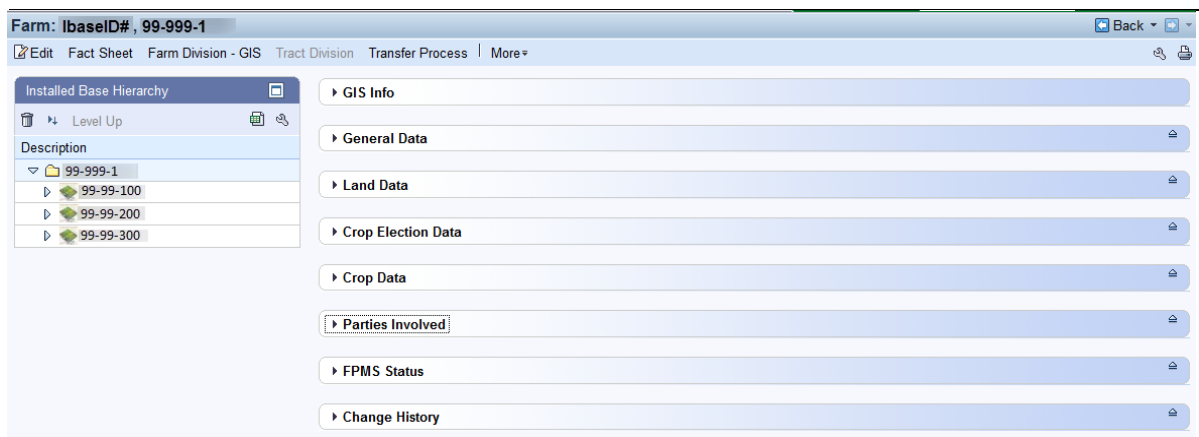 Farm: IbaseID# , 99-999-1
Back
Edit Fact Sheet Farm Division - GIS Tract Division Transfer Process More
Installed Base Hierarchy
Level Up
Description
99-999-1
99-99-100
99-99-200
99-99-300
GIS Info
General Data
Land Data
Crop Election Data
Crop Data
Parties Involved
FPMS Status
Change History